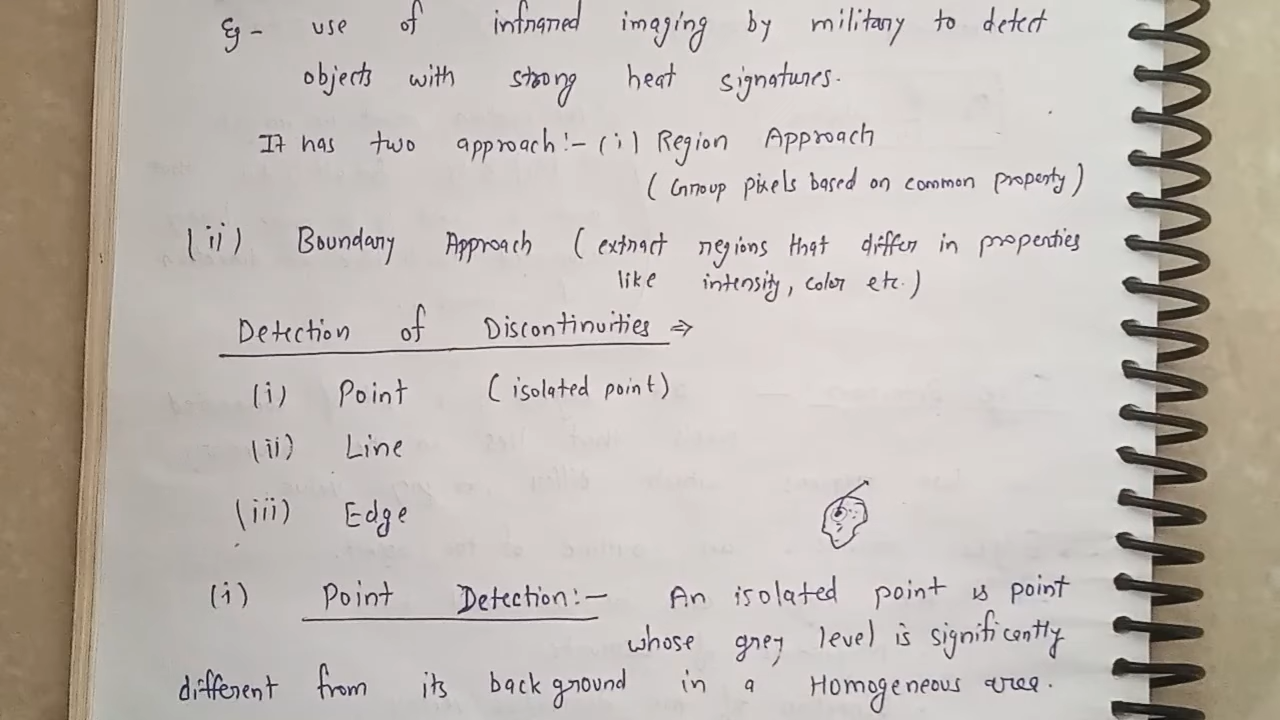 Eg - use of infrared imaging by military to detect
objects with strong heat signatures.
It has two approach:- (i) Region Approach
(Group pixels based on common property)
(ii) Boundary Approach (extract regions that differ in properties
like intensity, color etc.)
Detection of Discontinuities ⇒
(i) Point (isolated point)
(ii) Line
(iii) Edge
(i) Point Detection:- An isolated point is point
whose grey level is significently
different from its background in a Homogeneous area.